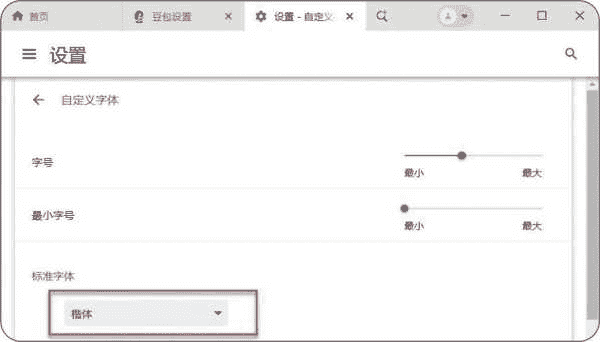 首页 豆包设置 设置 - 自定义
设置
自定义字体
字号
最小 最大
最小字号
最小 最大
标准字体
楷体